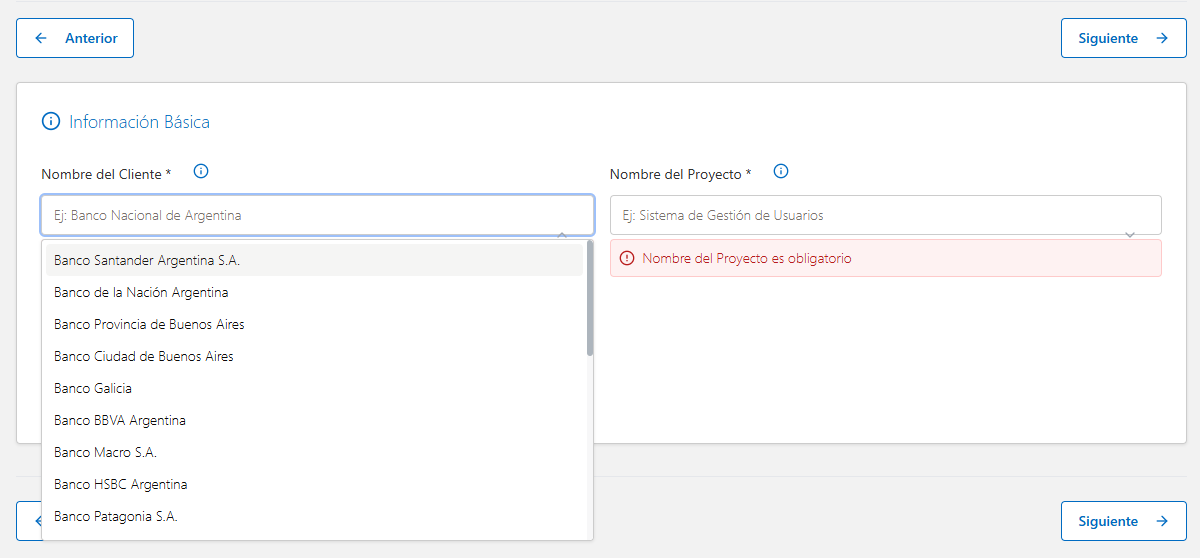 Anterior
Siguiente
Información Básica
Nombre del Cliente *
Nombre del Proyecto *
Ej: Banco Nacional de Argentina
Ej: Sistema de Gestión de Usuarios
Nombre del Proyecto es obligatorio
Banco Santander Argentina S.A.
Banco de la Nación Argentina
Banco Provincia de Buenos Aires
Banco Ciudad de Buenos Aires
Banco Galicia
Banco BBVA Argentina
Banco Macro S.A.
Banco HSBC Argentina
Banco Patagonia S.A.
Siguiente